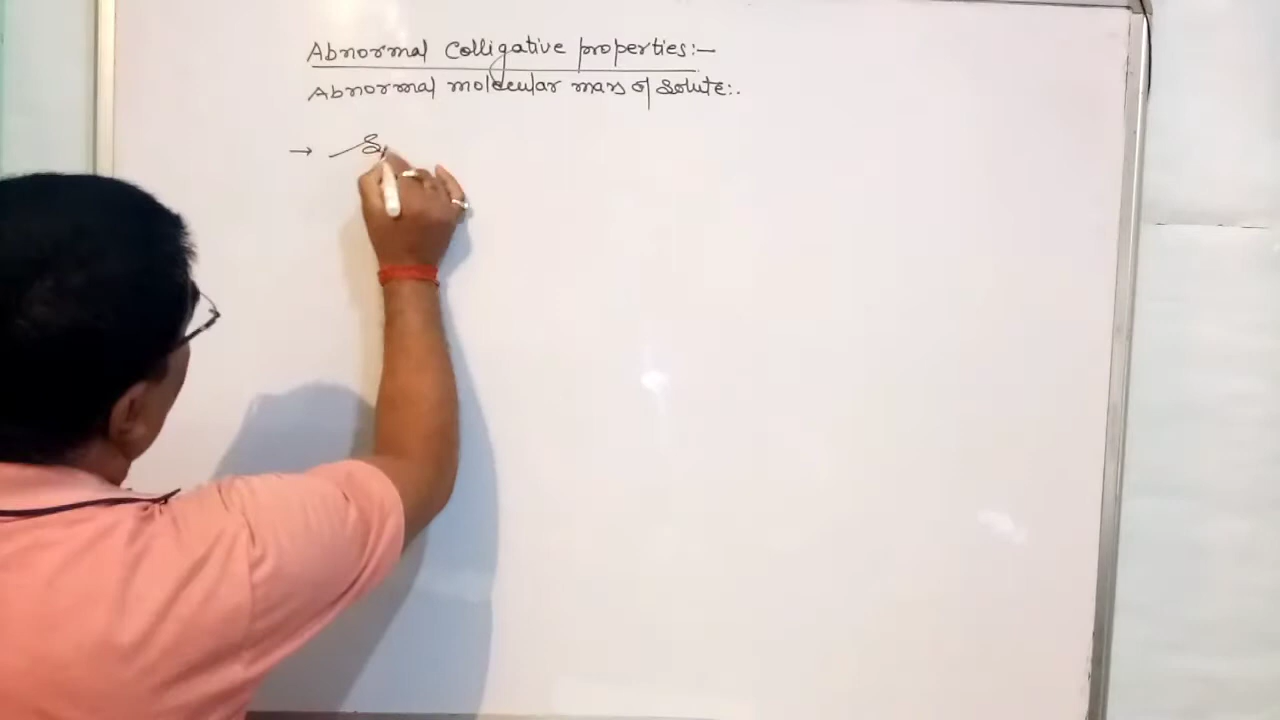 Abnormal Colligative properties:-
Abnormal molecular mass of solute:.
→